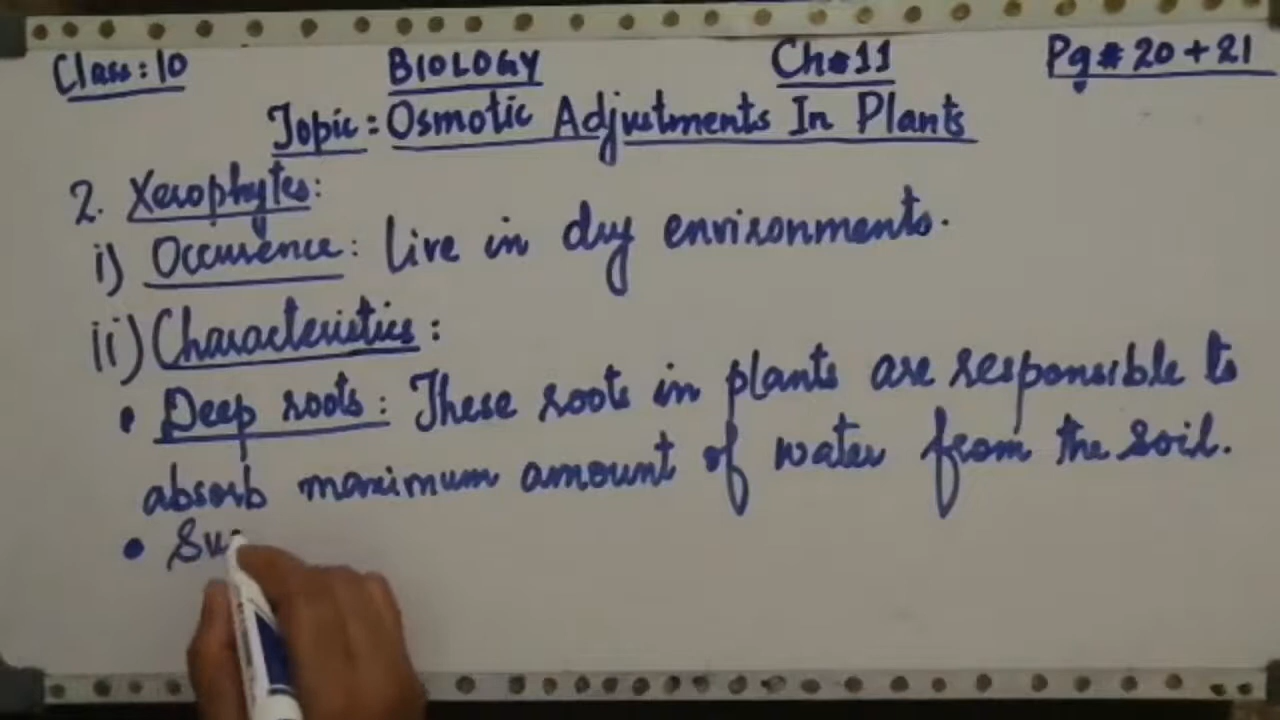 Class: 10 BIOLOGY Ch#11 Pg# 20 + 21
Topic: Osmotic Adjustments In Plants
2. Xerophytes:
i) Occurence: Live in dry environments.
ii) Characteristics:
• Deep roots: These roots in plants are responsible to
absorb maximum amount of water from the soil.
• Su